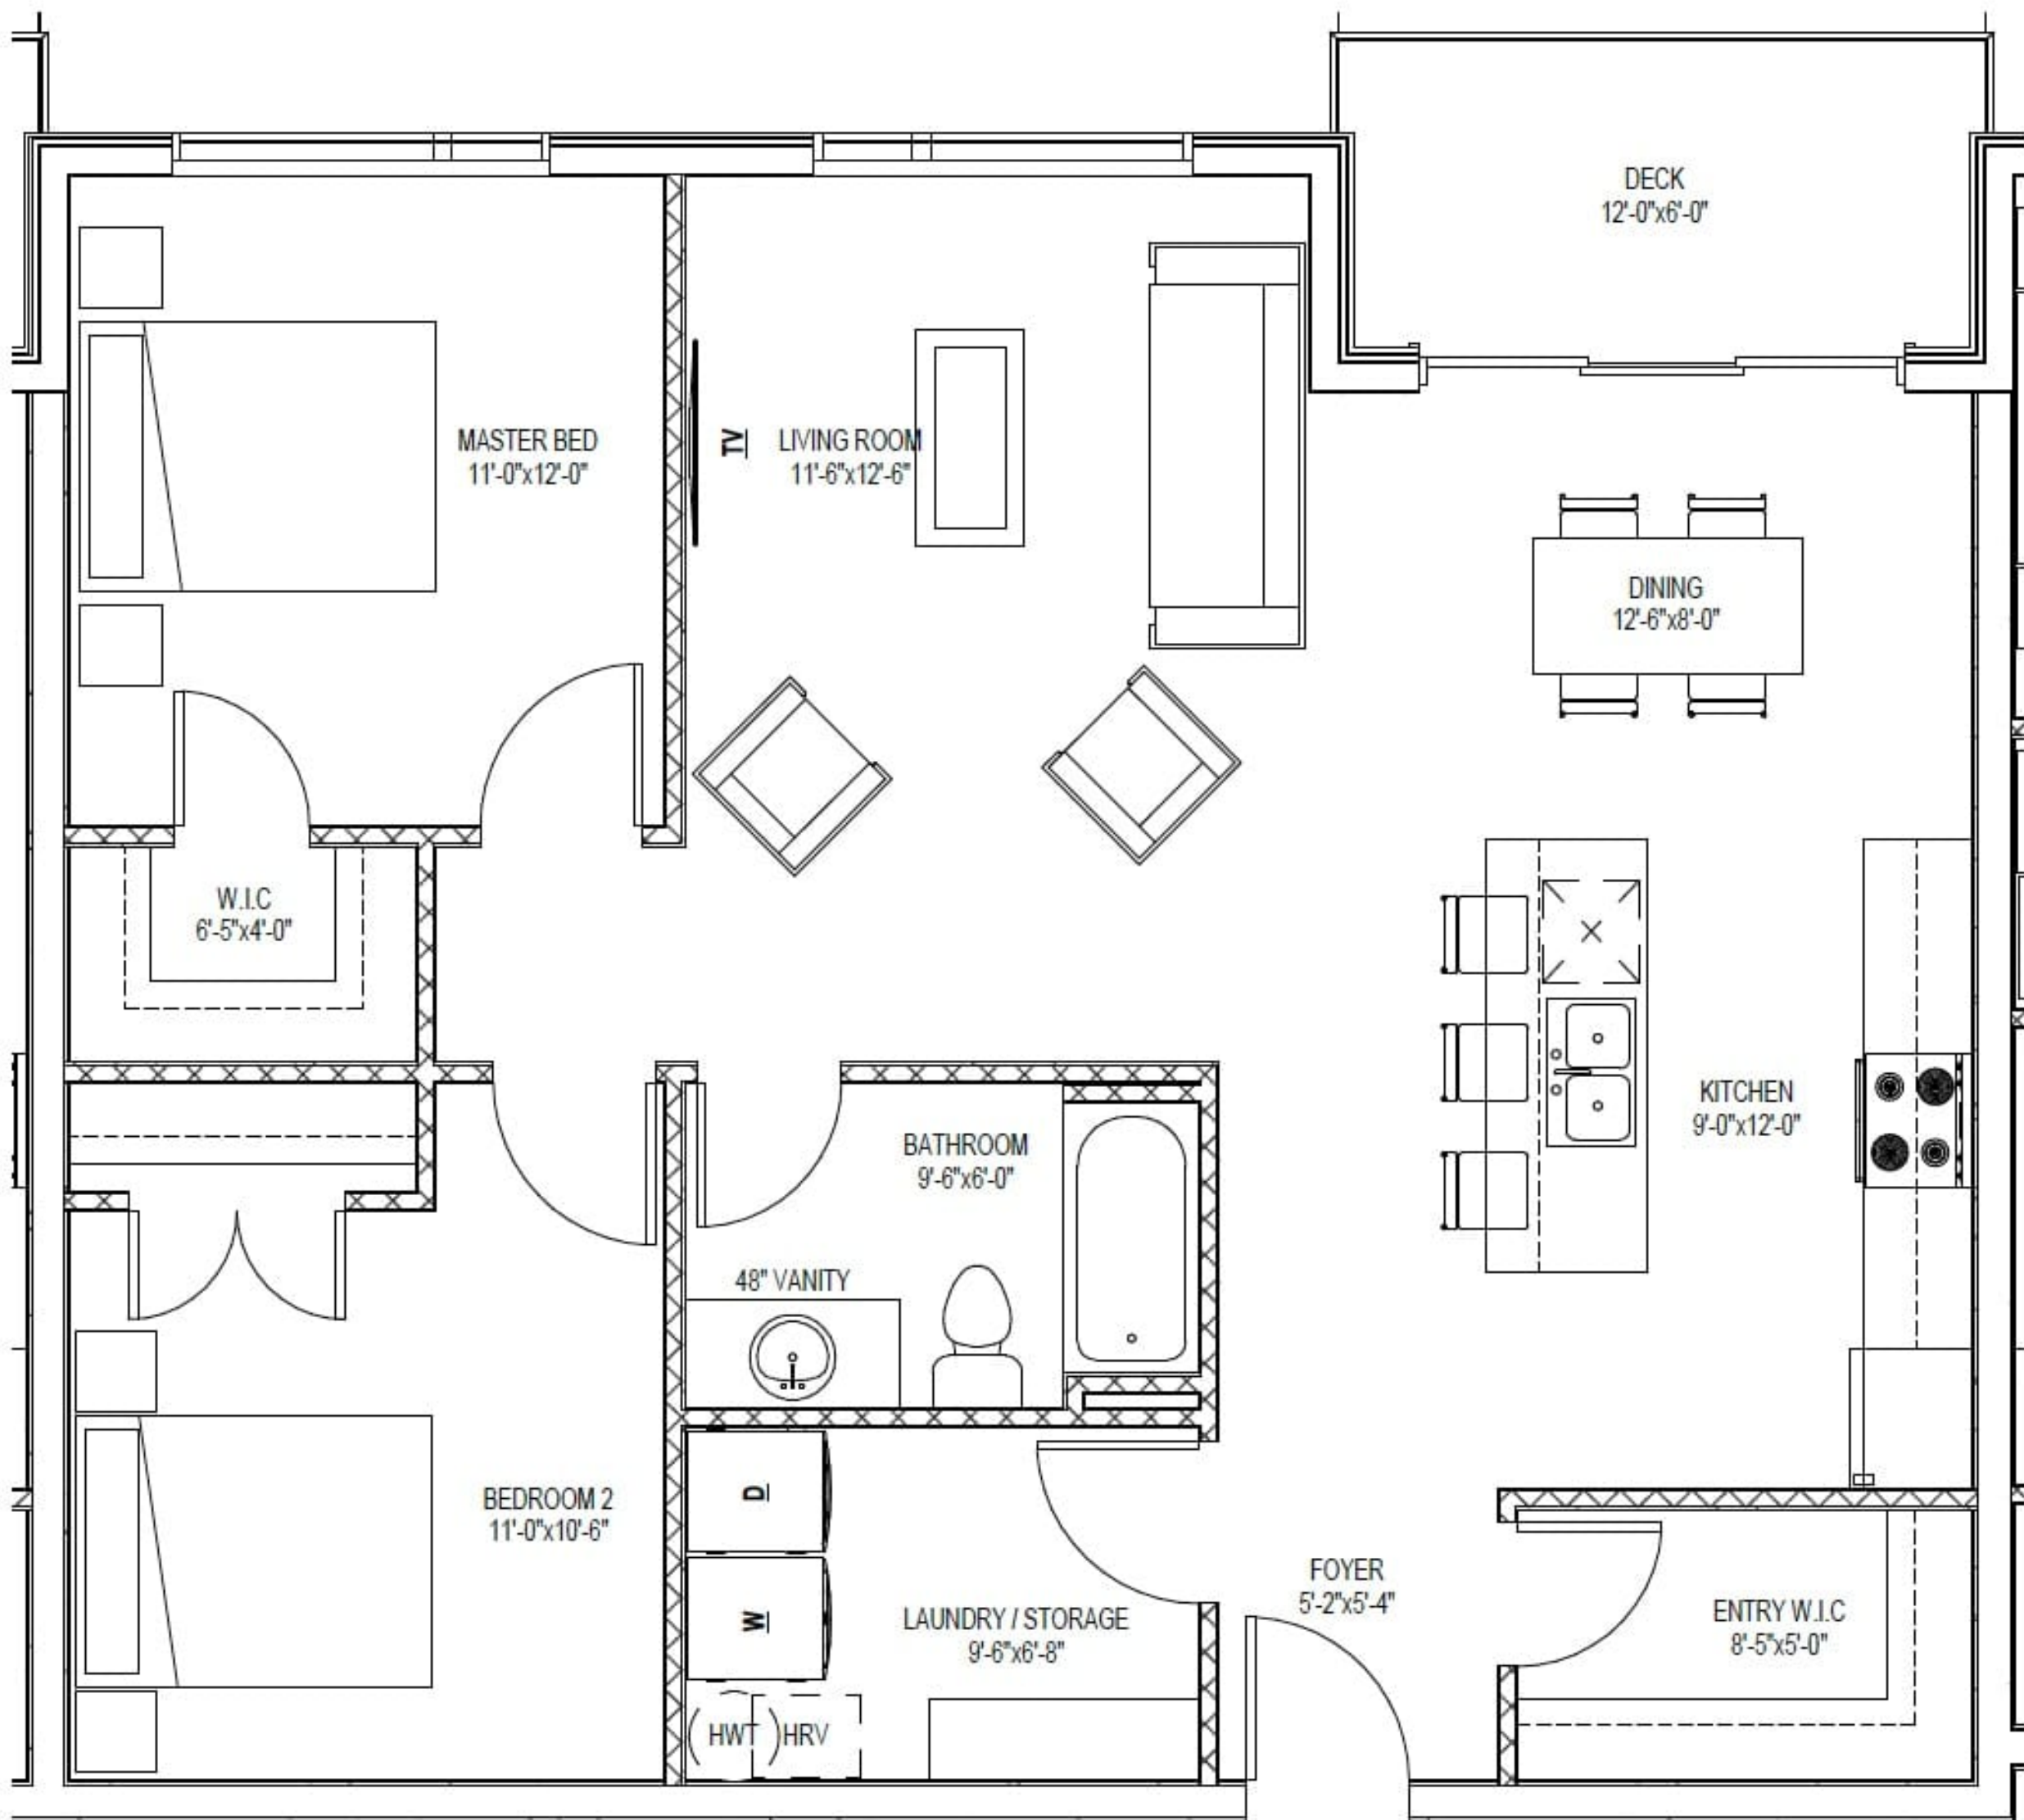 DECK
12'-0"x6'-0"
MASTER BED
11'-0"x12'-0"
TV
LIVING ROOM
11'-6"x12'-6"
DINING
12'-6"x8'-0"
W.I.C
6'-5"x4'-0"
KITCHEN
9'-0"x12'-0"
BATHROOM
9'-6"x6'-0"
48" VANITY
BEDROOM 2
11'-0"x10'-6"
D
W
LAUNDRY / STORAGE
9'-6"x6'-8"
FOYER
5'-2"x5'-4"
ENTRY W.I.C
8'-5"x5'-0"
HWT
HRV